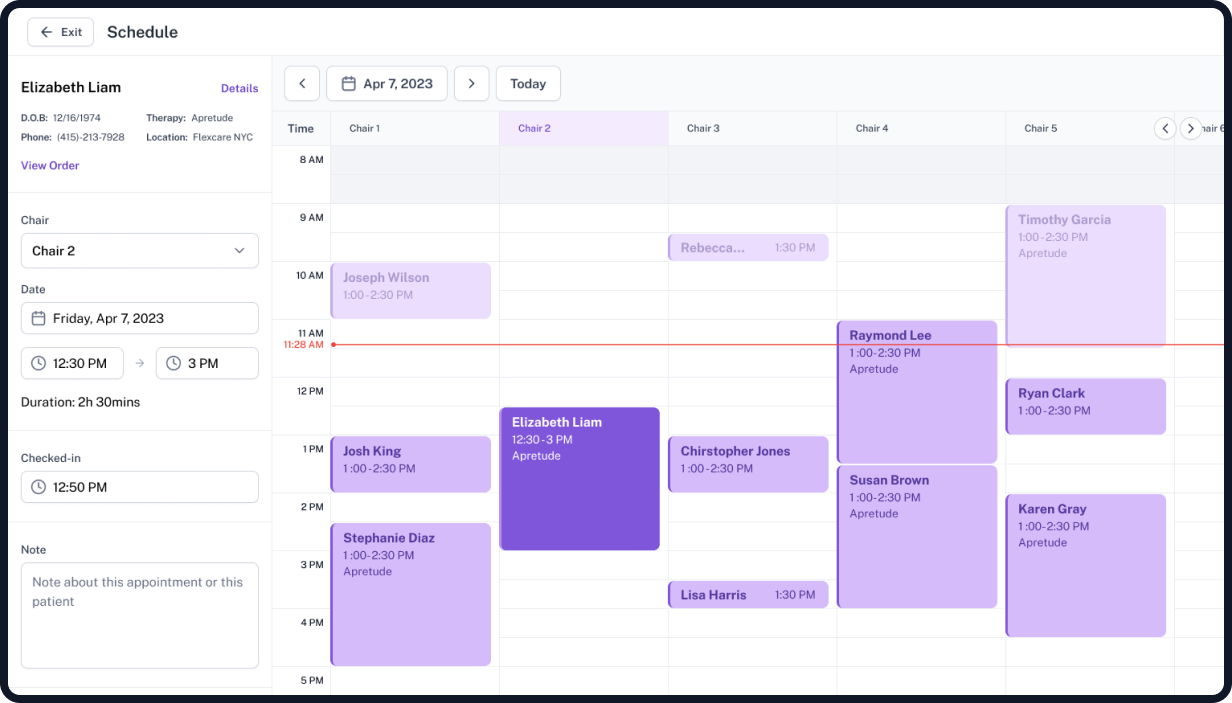 Exit
Schedule
Elizabeth Liam
Details
D.O.B: 12/16/1974
Therapy: Apretude
Phone: (415)-213-7928
Location: Flexcare NYC
View Order
Chair
Chair 2
Date
Friday, Apr 7, 2023
12:30 PM → 3 PM
Duration: 2h 30mins
Checked-in
12:50 PM
Note
Note about this appointment or this
patient
Apr 7, 2023
Today
Time
Chair 1
Chair 2
Chair 3
Chair 4
Chair 5
8 AM
9 AM
10 AM
11 AM
11:28 AM
12 PM
1 PM
2 PM
3 PM
4 PM
5 PM
Joseph Wilson
1:00-2:30 PM
Josh King
1:00-2:30 PM
Stephanie Diaz
1:00-2:30 PM
Apretude
Elizabeth Liam
12:30-3 PM
Apretude
Rebecca... 1:30 PM
Chirstopher Jones
1:00-2:30 PM
Lisa Harris 1:30 PM
Raymond Lee
1:00-2:30 PM
Apretude
Susan Brown
1:00-2:30 PM
Apretude
Timothy Garcia
1:00-2:30 PM
Apretude
Ryan Clark
1:00-2:30 PM
Karen Gray
1:00-2:30 PM
Apretude